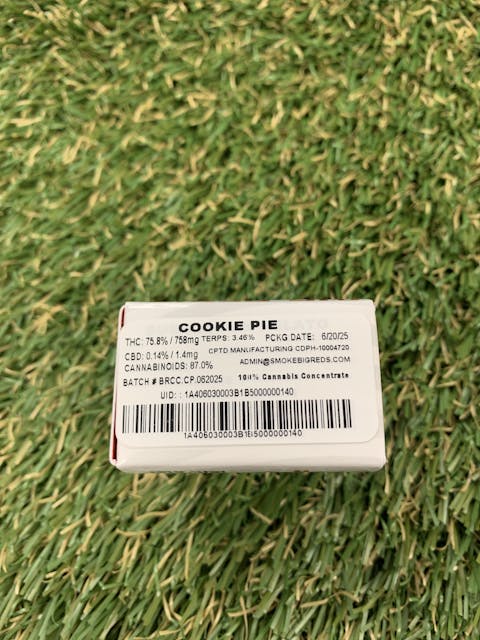 COOKIE PIE
THC: 75.8% / 758mg TERPS: 3.46% PCKG DATE: 6/20/25
CPTD MANUFACTURING CDPH-10004720
CBD: 0.14% / 1.4mg ADMIN@SMOKEBIGREDS.COM
CANNABINOIDS: 87.0%
BATCH # BRCC.CP.062025 100% Cannabis Concentrate
UID: : 1A406030003B1B5000000140
1A406030003B1B5000000140